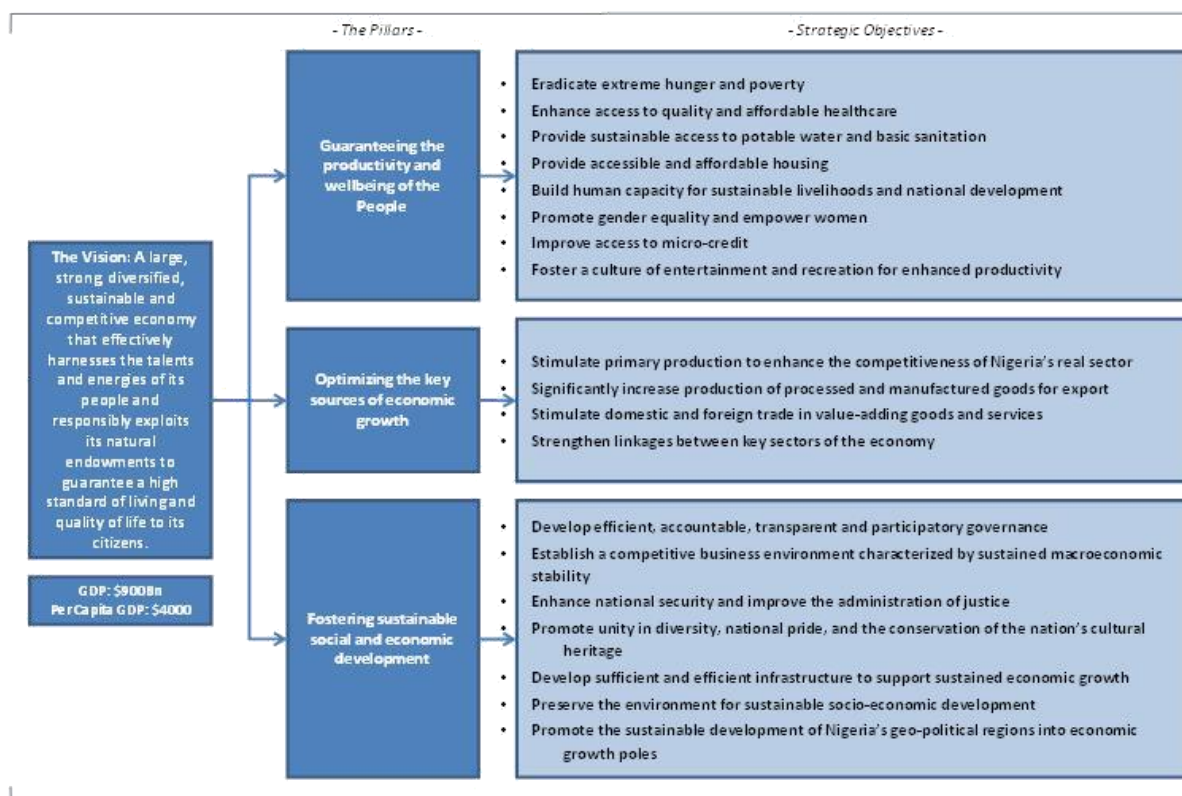 - The Pillars -
- Strategic Objectives -
The Vision: A large,
strong, diversified,
sustainable and
competitive economy
that effectively
harnesses the talents
and energies of its
people and
responsibly exploits
its natural
endowments to
guarantee a high
standard of living and
quality of life to its
citizens.
GDP: $900Bn
Per Capita GDP: $4000
Guaranteeing the
productivity and
wellbeing of the
People
• Eradicate extreme hunger and poverty
• Enhance access to quality and affordable healthcare
• Provide sustainable access to potable water and basic sanitation
• Provide accessible and affordable housing
• Build human capacity for sustainable livelihoods and national development
• Promote gender equality and empower women
• Improve access to micro-credit
• Foster a culture of entertainment and recreation for enhanced productivity
Optimizing the key
sources of economic
growth
• Stimulate primary production to enhance the competitiveness of Nigeria's real sector
• Significantly increase production of processed and manufactured goods for export
• Stimulate domestic and foreign trade in value-adding goods and services
• Strengthen linkages between key sectors of the economy
Fostering sustainable
social and economic
development
• Develop efficient, accountable, transparent and participatory governance
• Establish a competitive business environment characterized by sustained macroeconomic
stability
• Enhance national security and improve the administration of justice
• Promote unity in diversity, national pride, and the conservation of the nation's cultural
heritage
• Develop sufficient and efficient infrastructure to support sustained economic growth
• Preserve the environment for sustainable socio-economic development
• Promote the sustainable development of Nigeria's geo-political regions into economic
growth poles